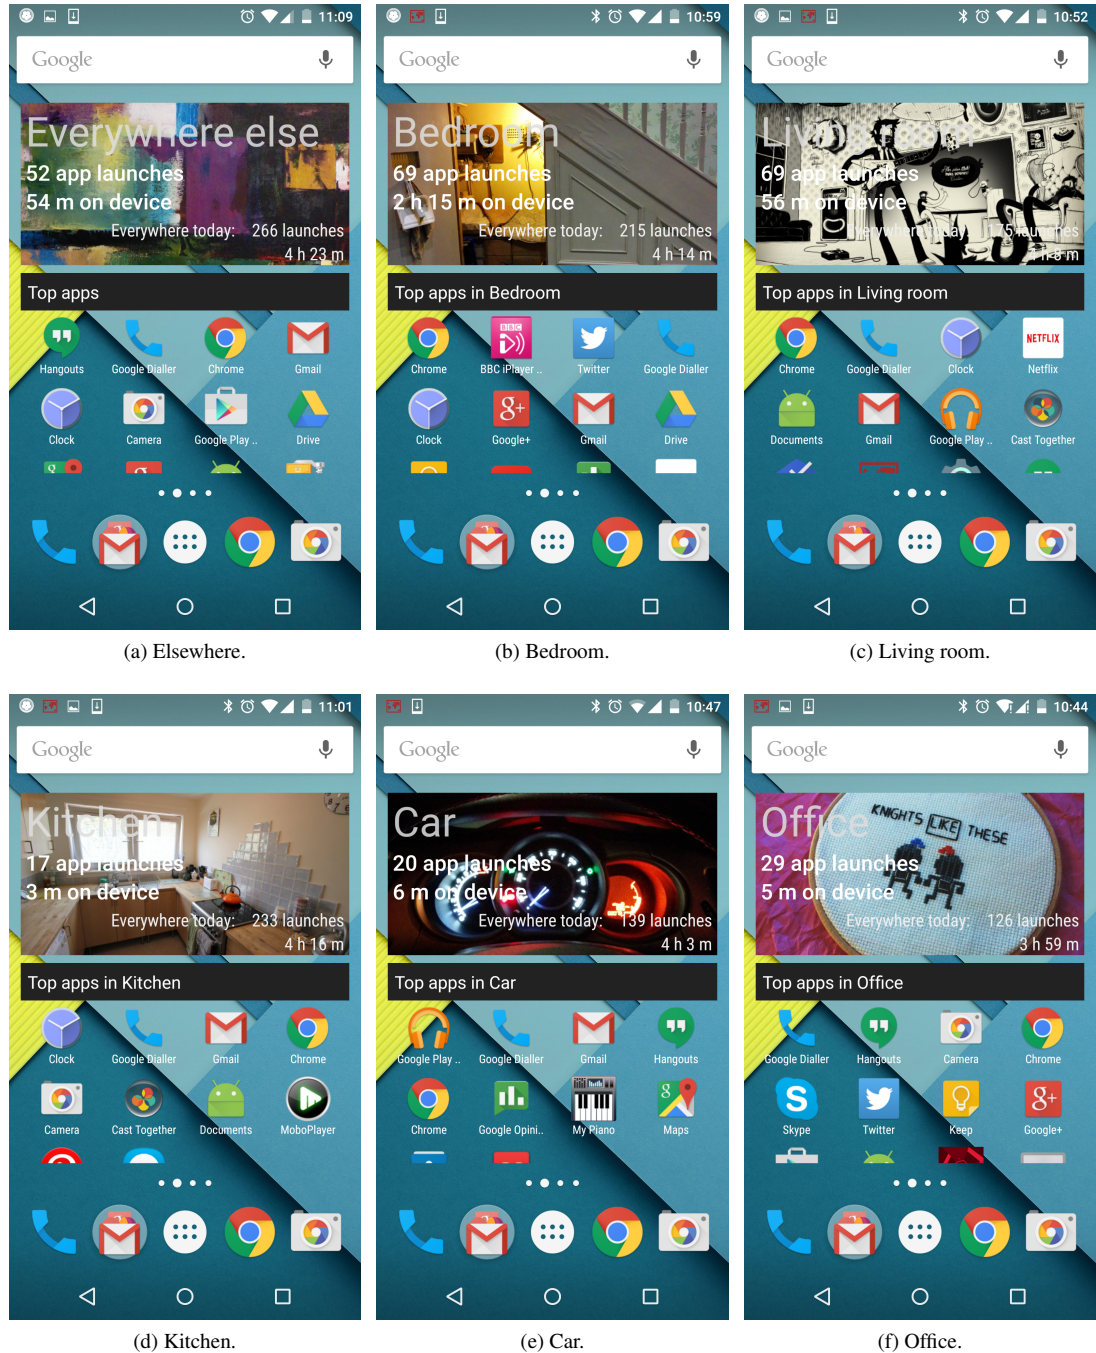 11:09
Google
Everywhere else
52 app launches
54 m on device
Everywhere today: 266 launches
4 h 23 m
Top apps
Hangouts Google Dialler Chrome Gmail
Clock Camera Google Play .. Drive
(a) Elsewhere.
10:59
Google
Bedroom
69 app launches
2 h 15 m on device
Everywhere today: 215 launches
4 h 14 m
Top apps in Bedroom
Chrome BBC iPlayer .. Twitter Google Dialler
Clock Google+ Gmail Drive
(b) Bedroom.
10:52
Google
Living room
69 app launches
56 m on device
Everywhere today: 175 launches
Top apps in Living room
NETFLIX
Chrome Google Dialler Clock Netflix
Documents Gmail Google Play .. Cast Together
(c) Living room.
11:01
Google
Kitchen
17 app launches
3 m on device
Everywhere today: 233 launches
4 h 16 m
Top apps in Kitchen
Clock Google Dialler Gmail Chrome
Camera Cast Together Documents MoboPlayer
(d) Kitchen.
10:47
Google
Car
20 app launches
6 m on device
Everywhere today: 139 launches
4 h 3 m
Top apps in Car
Google Play .. Google Dialler Gmail Hangouts
Chrome Google Opini.. My Piano Maps
(e) Car.
10:44
Google
Office
KNIGHTS LIKE THESE
29 app launches
5 m on device
Everywhere today: 126 launches
3 h 59 m
Top apps in Office
Google Dialler Hangouts Camera Chrome
Skype Twitter Keep Google+
(f) Office.